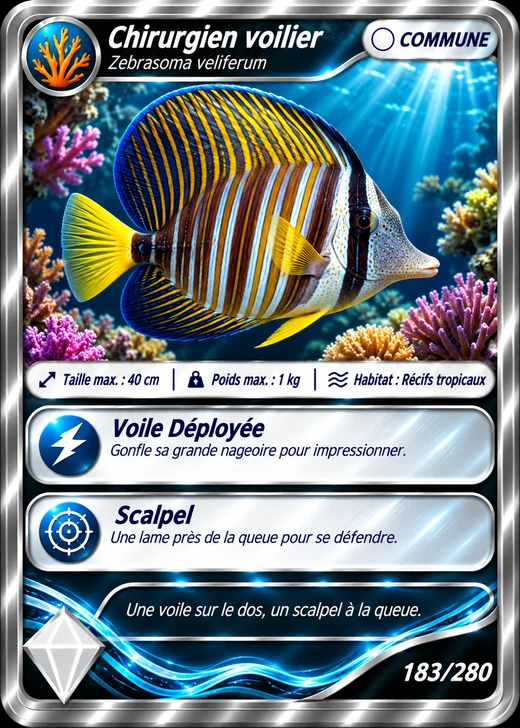 Chirurgien voilier
Zebrasoma veliferum
COMMUNE
Taille max. : 40 cm
Poids max. : 1 kg
Habitat : Récifs tropicaux
Voile Déployée
Gonfle sa grande nageoire pour impressionner.
Scalpel
Une lame près de la queue pour se défendre.
Une voile sur le dos, un scalpel à la queue.
183/280